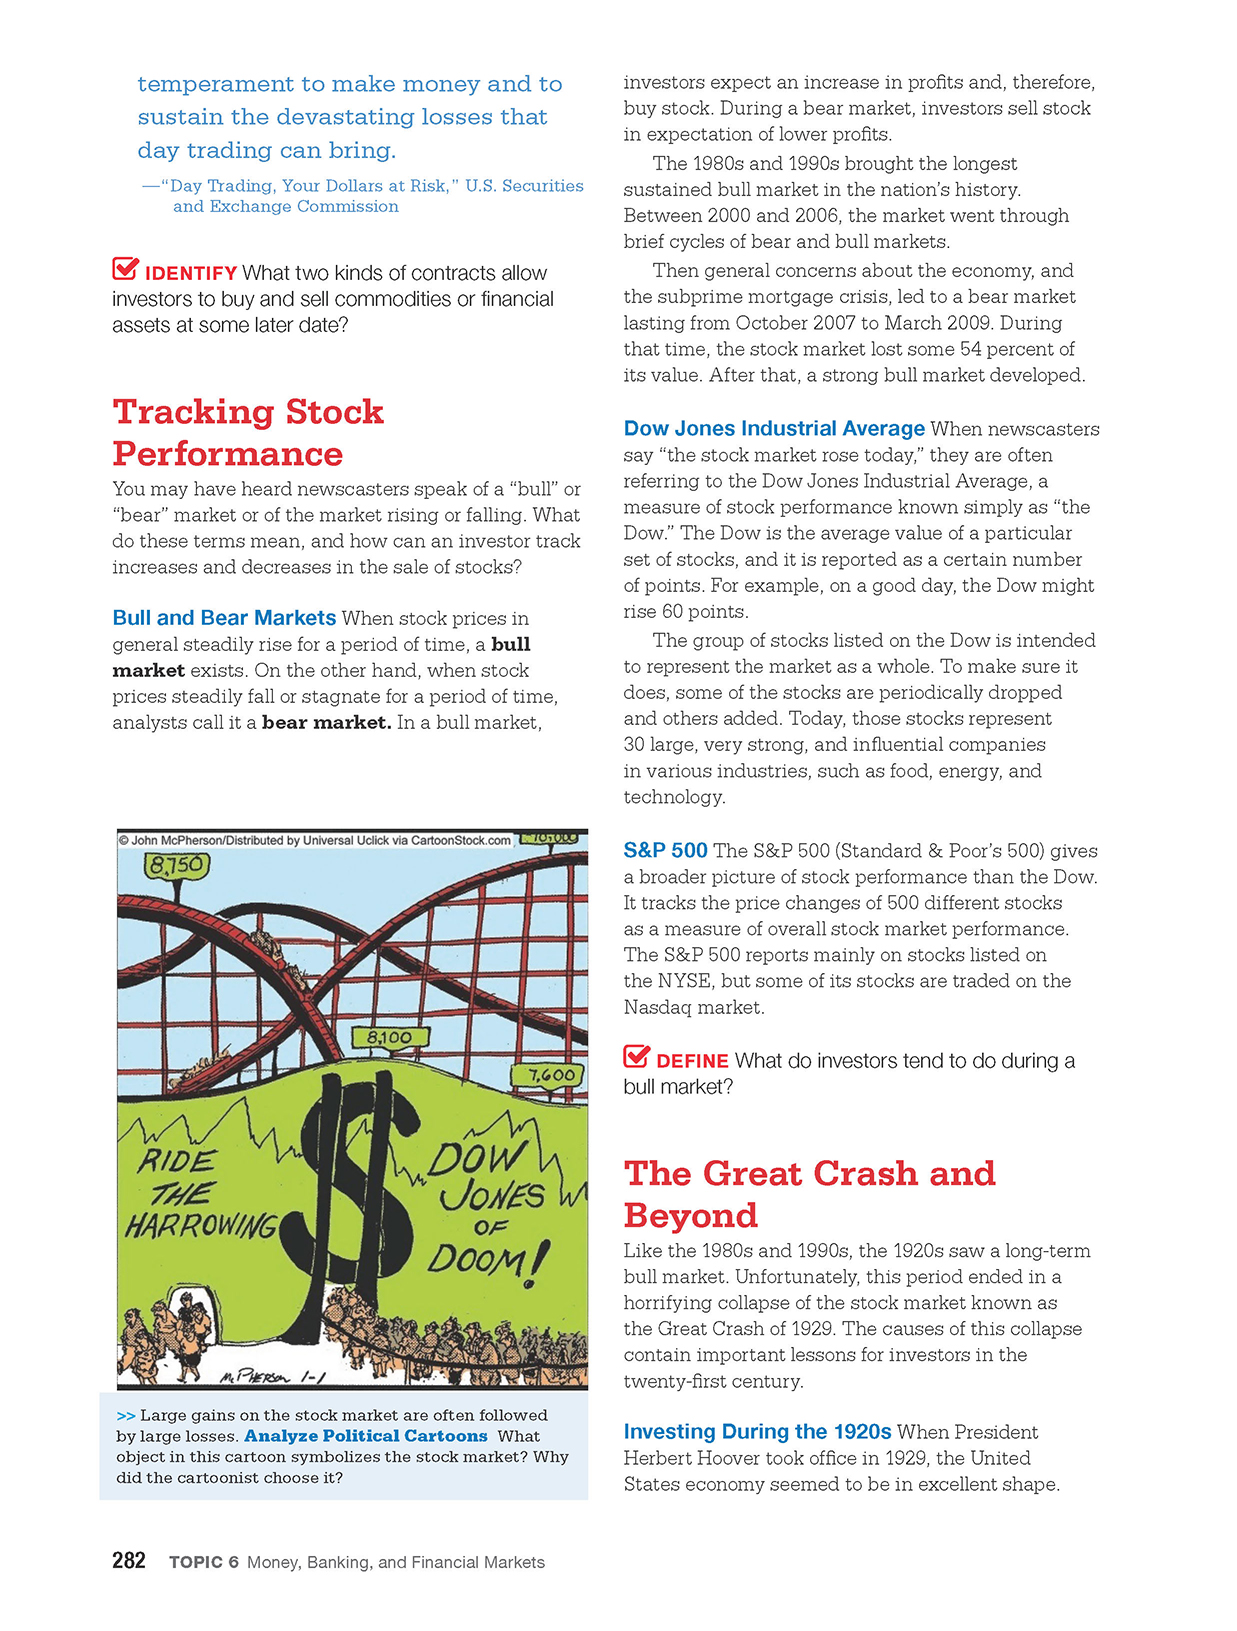 temperament to make money and to
sustain the devastating losses that
day trading can bring.
—“Day Trading, Your Dollars at Risk,” U.S. Securities
and Exchange Commission
IDENTIFY What two kinds of contracts allow
investors to buy and sell commodities or financial
assets at some later date?
Tracking Stock
Performance
You may have heard newscasters speak of a “bull” or
“bear” market or of the market rising or falling. What
do these terms mean, and how can an investor track
increases and decreases in the sale of stocks?
Bull and Bear Markets When stock prices in
general steadily rise for a period of time, a bull
market exists. On the other hand, when stock
prices steadily fall or stagnate for a period of time,
analysts call it a bear market. In a bull market,
© John McPherson/Distributed by Universal Uclick via CartoonStock.com
10,000
8,750
8,100
7,600
RIDE
THE
HARROWING
$
DOW
JONES
OF
DOOM!
McPHERSON 1-1
>> Large gains on the stock market are often followed
by large losses. Analyze Political Cartoons What
object in this cartoon symbolizes the stock market? Why
did the cartoonist choose it?
investors expect an increase in profits and, therefore,
buy stock. During a bear market, investors sell stock
in expectation of lower profits.
The 1980s and 1990s brought the longest
sustained bull market in the nation’s history.
Between 2000 and 2006, the market went through
brief cycles of bear and bull markets.
Then general concerns about the economy, and
the subprime mortgage crisis, led to a bear market
lasting from October 2007 to March 2009. During
that time, the stock market lost some 54 percent of
its value. After that, a strong bull market developed.
Dow Jones Industrial Average When newscasters
say “the stock market rose today,” they are often
referring to the Dow Jones Industrial Average, a
measure of stock performance known simply as “the
Dow.” The Dow is the average value of a particular
set of stocks, and it is reported as a certain number
of points. For example, on a good day, the Dow might
rise 60 points.
The group of stocks listed on the Dow is intended
to represent the market as a whole. To make sure it
does, some of the stocks are periodically dropped
and others added. Today, those stocks represent
30 large, very strong, and influential companies
in various industries, such as food, energy, and
technology.
S&P 500 The S&P 500 (Standard & Poor’s 500) gives
a broader picture of stock performance than the Dow.
It tracks the price changes of 500 different stocks
as a measure of overall stock market performance.
The S&P 500 reports mainly on stocks listed on
the NYSE, but some of its stocks are traded on the
Nasdaq market.
DEFINE What do investors tend to do during a
bull market?
The Great Crash and
Beyond
Like the 1980s and 1990s, the 1920s saw a long-term
bull market. Unfortunately, this period ended in a
horrifying collapse of the stock market known as
the Great Crash of 1929. The causes of this collapse
contain important lessons for investors in the
twenty-first century.
Investing During the 1920s When President
Herbert Hoover took office in 1929, the United
States economy seemed to be in excellent shape.
282 TOPIC 6 Money, Banking, and Financial Markets